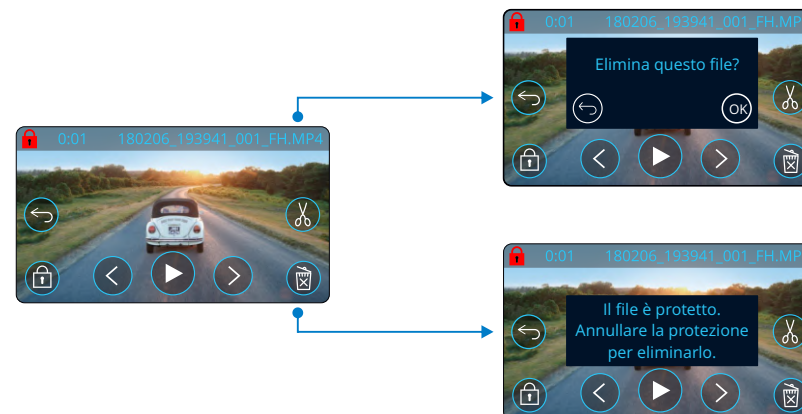 0:01 180206_193941_001_FH.MP4
0:01 180206_193941_001_FH.MP
Elimina questo file?
OK
0:01 180206_193941_001_FH.MP
Il file è protetto.
Annullare la protezione
per eliminarlo.